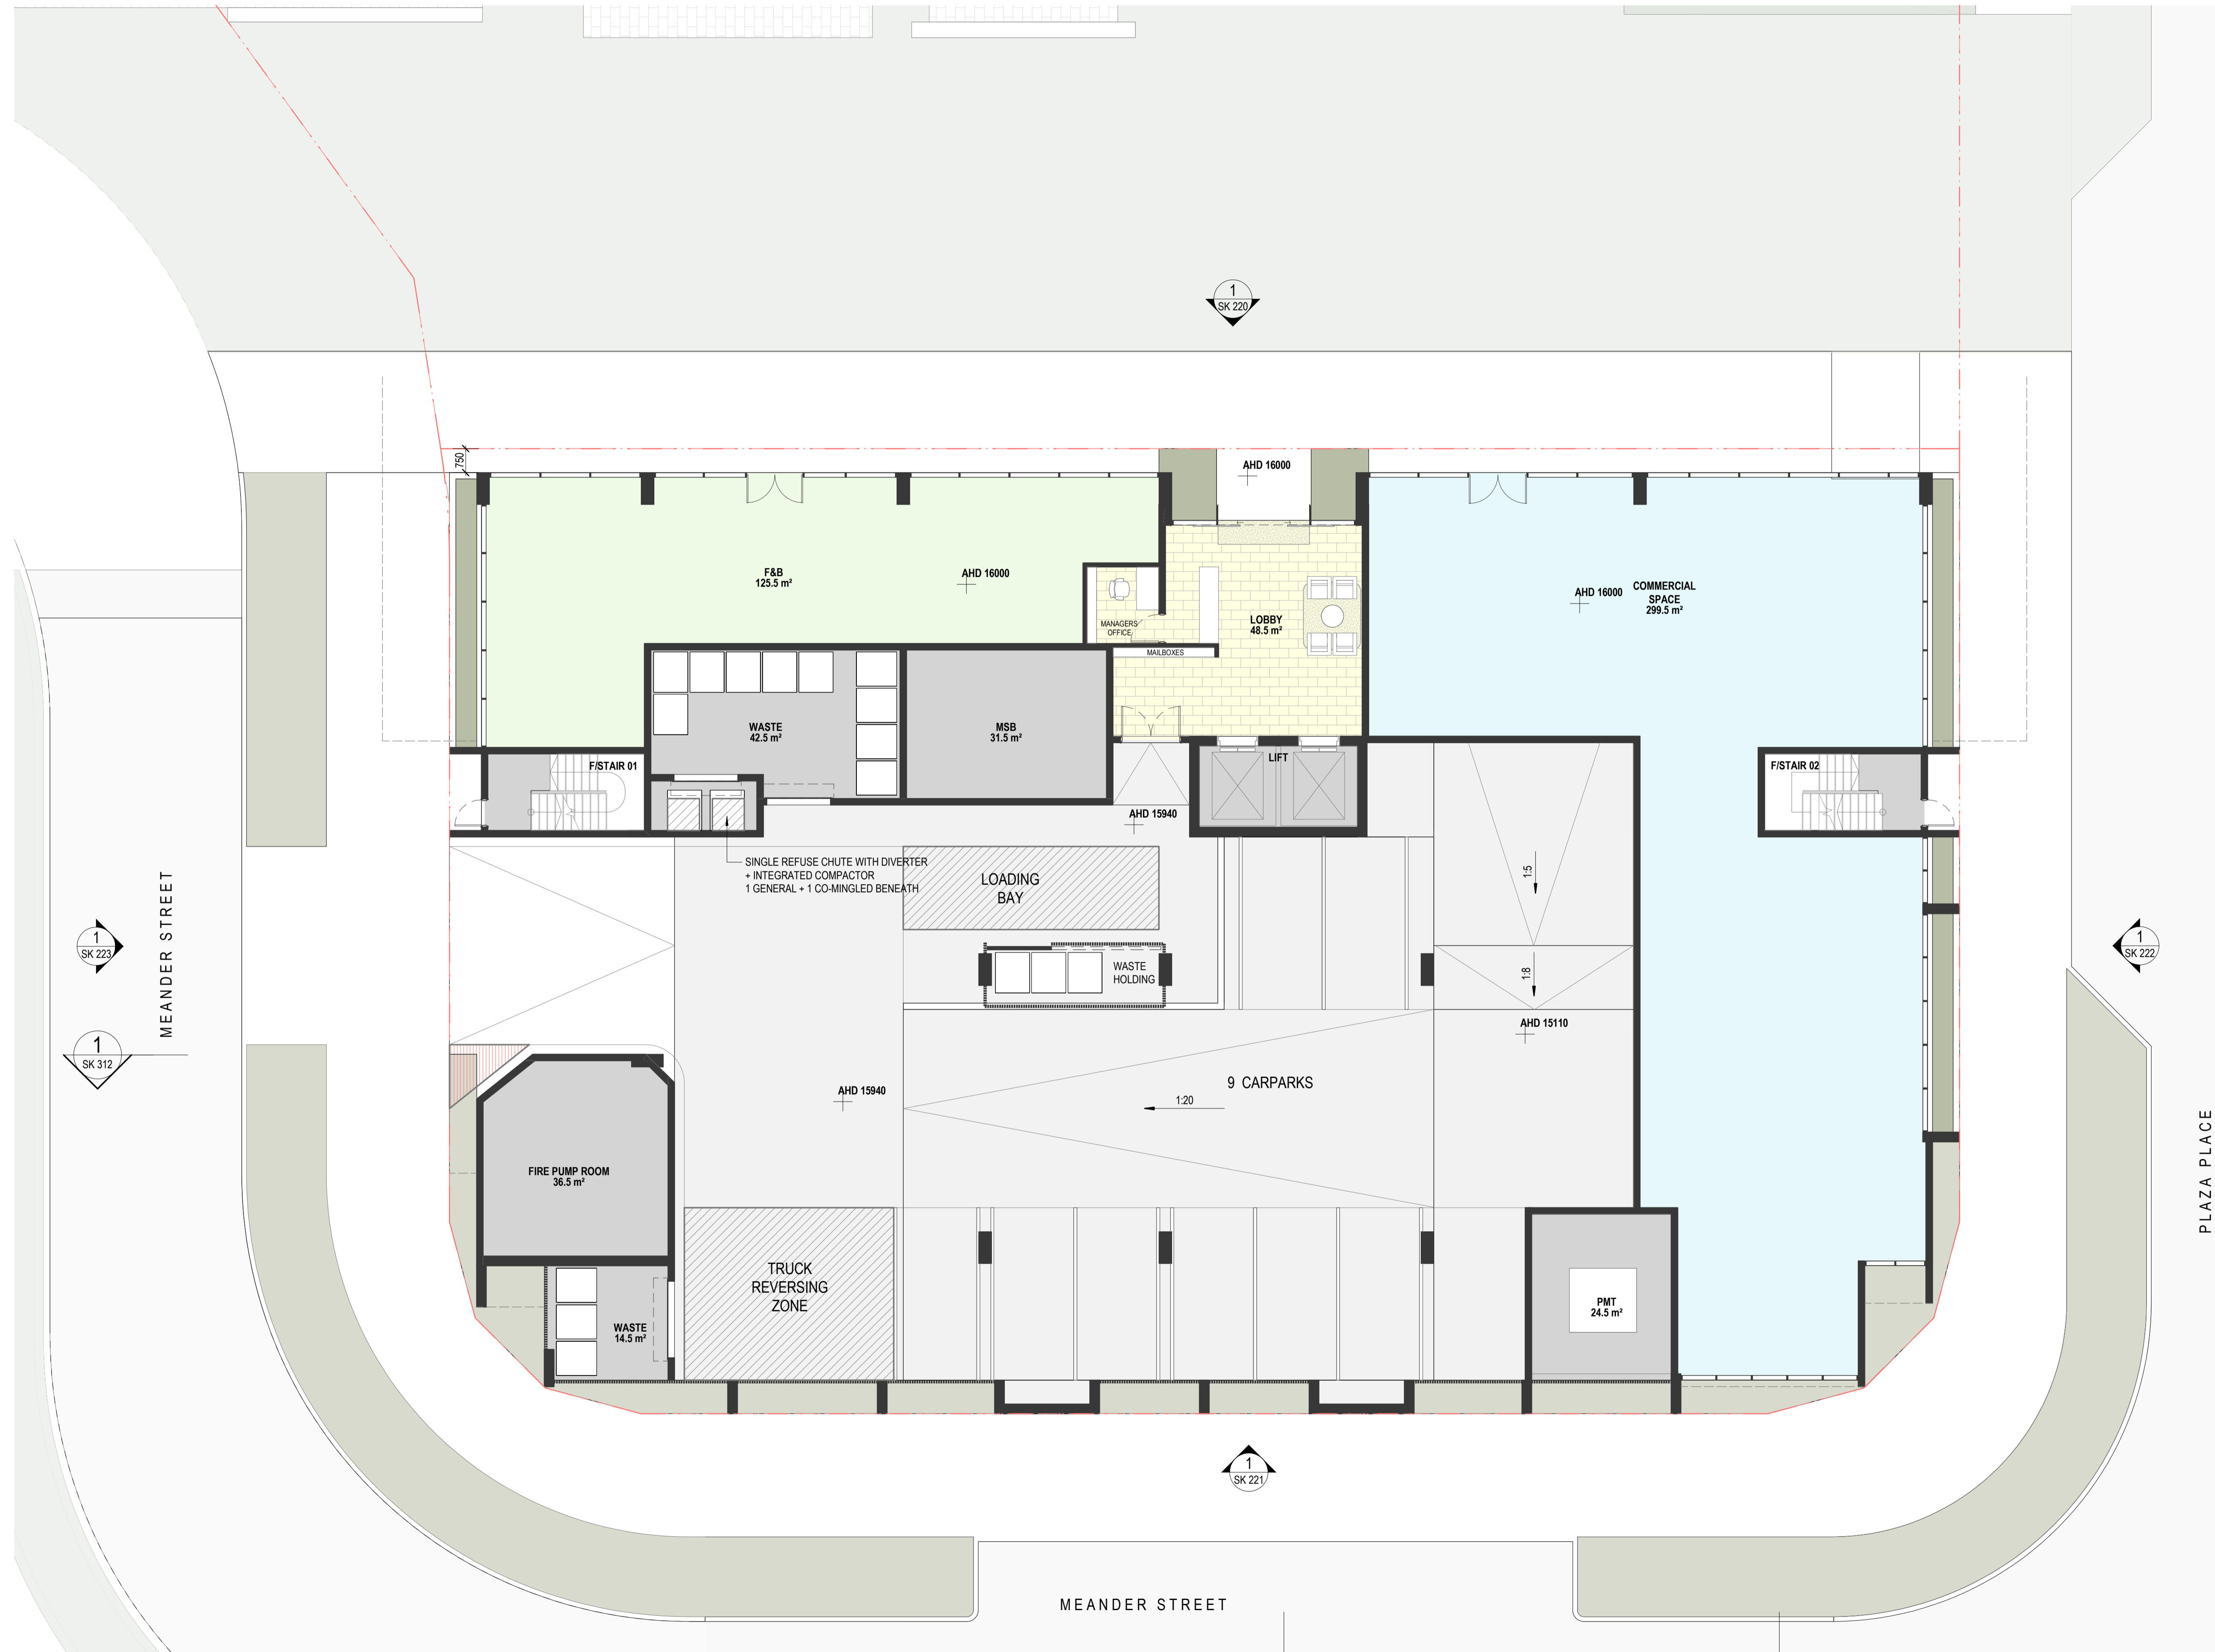 1
SK 220
750
AHD 16000
F&B
125.5 m²
AHD 16000
MANAGERS
OFFICE
MAILBOXES
LOBBY
48.5 m²
AHD 16000
COMMERCIAL
SPACE
299.5 m²
WASTE
42.5 m²
MSB
31.5 m²
F/STAIR 01
LIFT
F/STAIR 02
AHD 15940
SINGLE REFUSE CHUTE WITH DIVERTER
+ INTEGRATED COMPACTOR
1 GENERAL + 1 CO-MINGLED BENEATH
LOADING
BAY
1:5
MEANDER STREET
1
SK 223
1
SK 222
WASTE
HOLDING
1:8
AHD 15110
1
SK 312
9 CARPARKS
AHD 15940
1:20
PLAZA PLACE
FIRE PUMP ROOM
36.5 m²
TRUCK
REVERSING
ZONE
PMT
24.5 m²
WASTE
14.5 m²
1
SK 221
MEANDER STREET